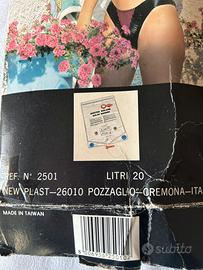 REF. N° 2501 LITRI 20
NEW PLAST-26010 POZZAGLIO-CREMONA-ITA
MADE IN TAIWAN
subito